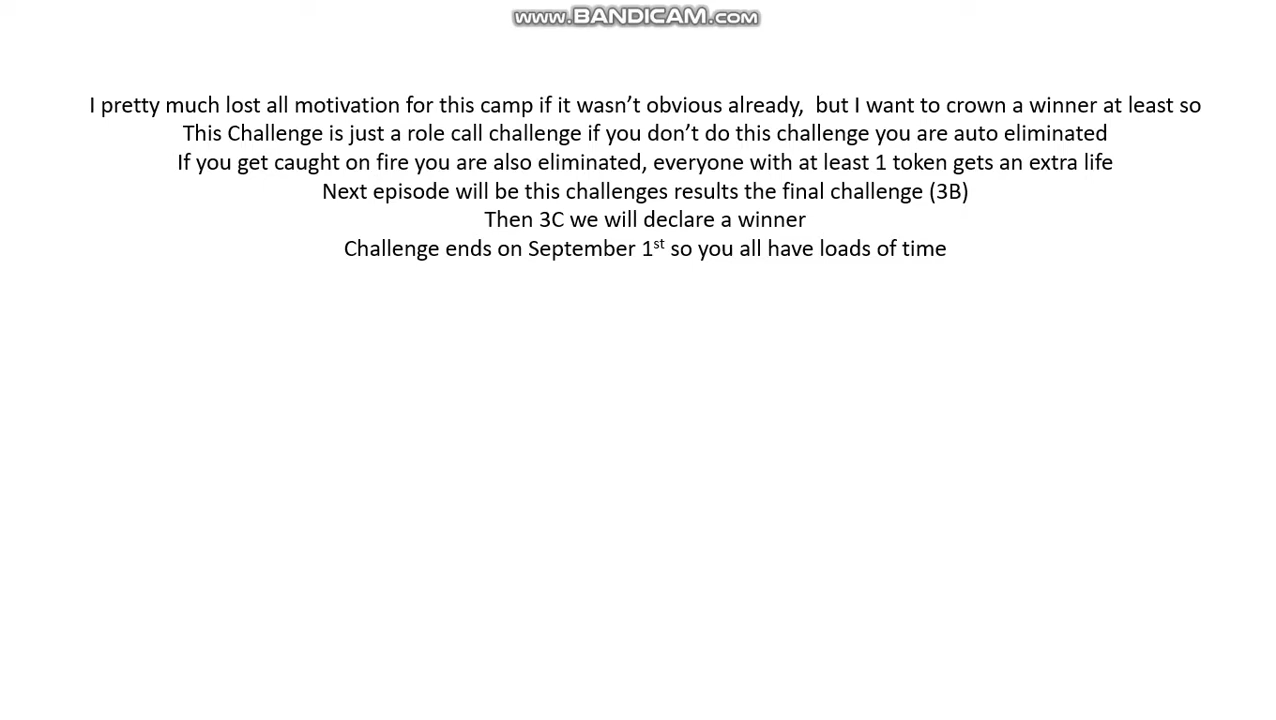 www.BANDICAM.com
I pretty much lost all motivation for this camp if it wasn’t obvious already,  but I want to crown a winner at least so
This Challenge is just a role call challenge if you don’t do this challenge you are auto eliminated
If you get caught on fire you are also eliminated, everyone with at least 1 token gets an extra life
Next episode will be this challenges results the final challenge (3B)
Then 3C we will declare a winner
Challenge ends on September 1st so you all have loads of time